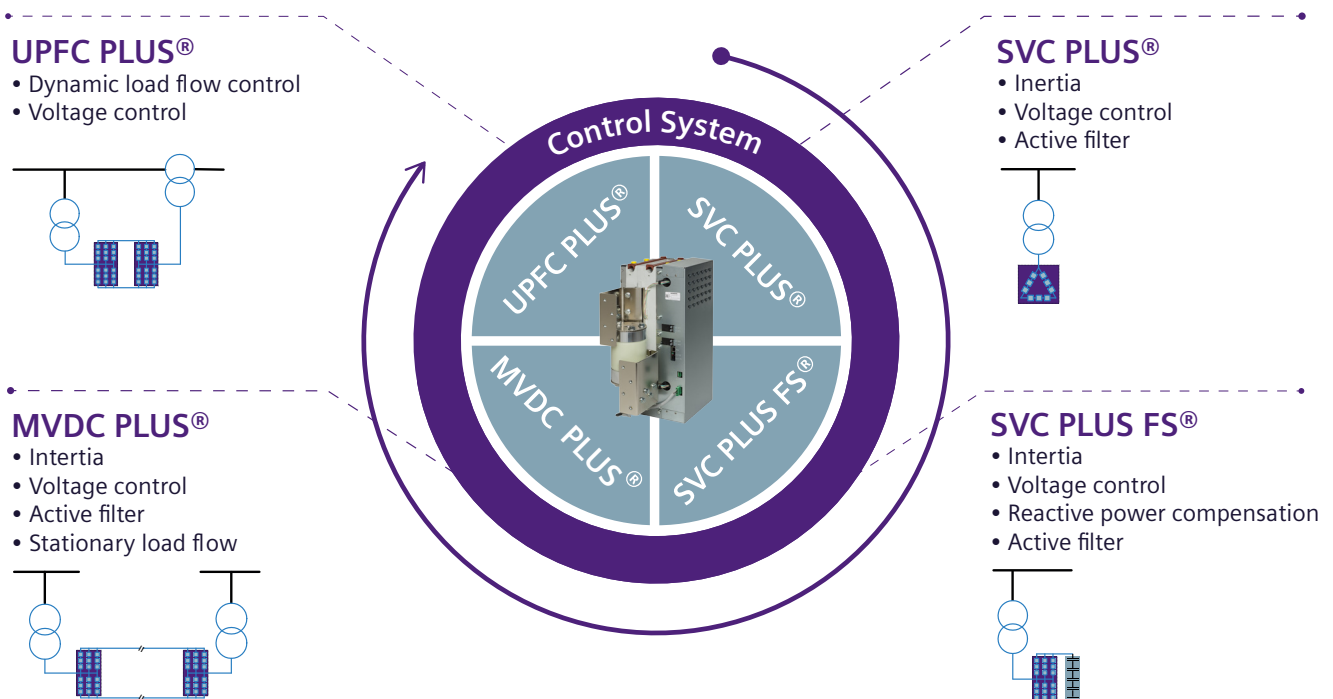 UPFC PLUS®
• Dynamic load flow control
• Voltage control
SVC PLUS®
• Inertia
• Voltage control
• Active filter
Control System
UPFC PLUS®
SVC PLUS®
MVDC PLUS®
SVC PLUS FS®
MVDC PLUS®
• Intertia
• Voltage control
• Active filter
• Stationary load flow
SVC PLUS FS®
• Intertia
• Voltage control
• Reactive power compensation
• Active filter